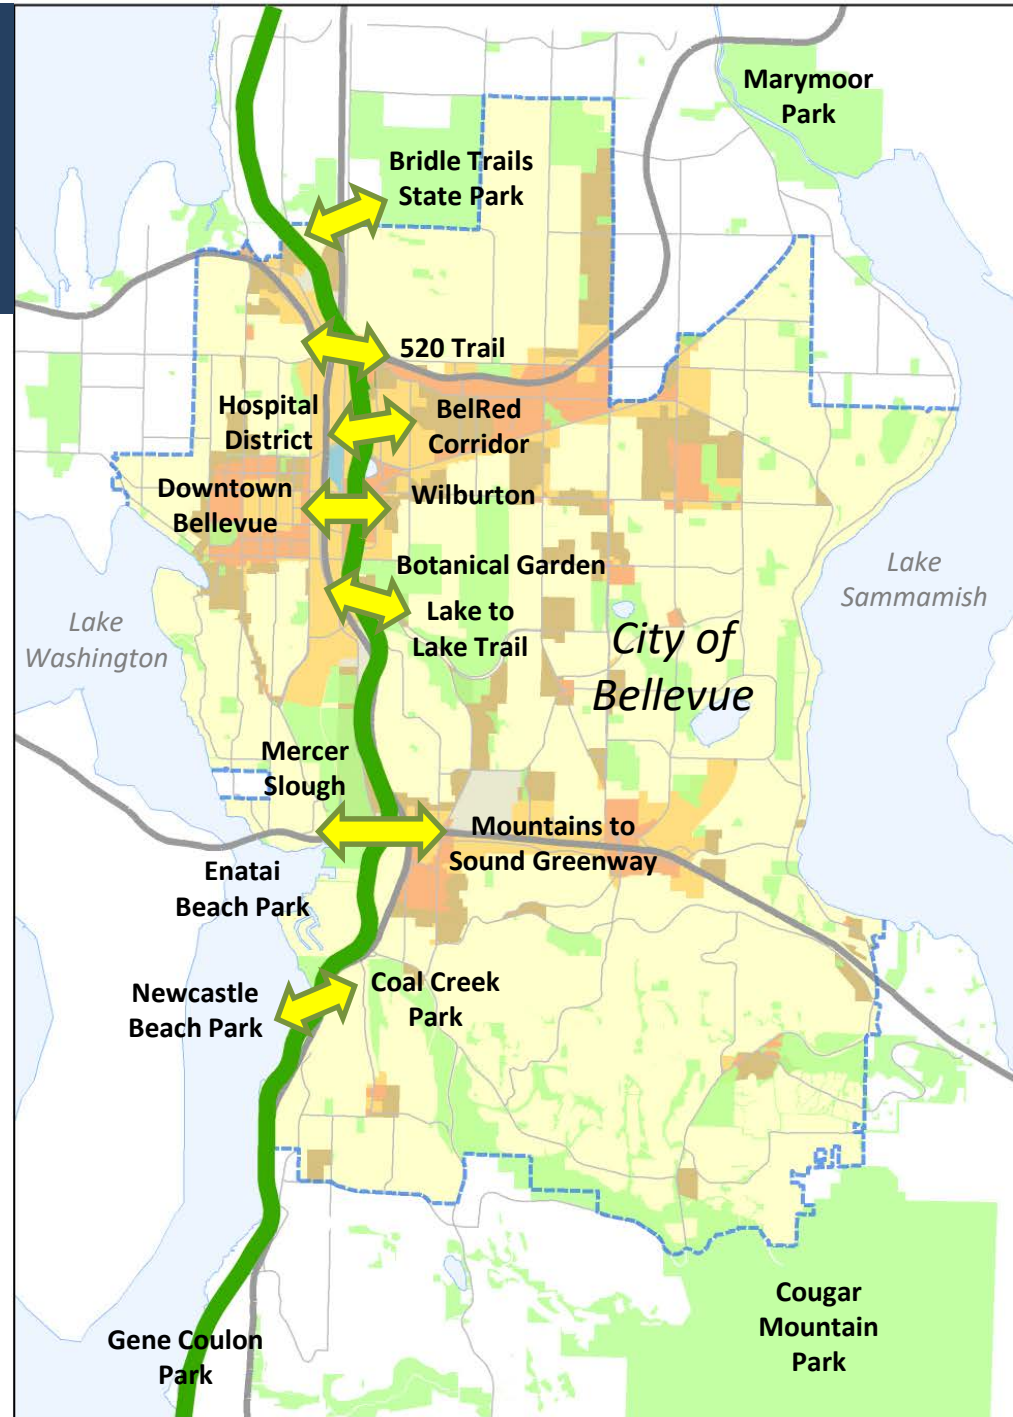 Marymoor
Park
Bridle Trails
State Park
520 Trail
Hospital
District
BelRed
Corridor
Downtown
Bellevue
Wilburton
Botanical Garden
Lake to
Lake Trail
Lake
Washington
City of
Bellevue
Lake
Sammamish
Mercer
Slough
Mountains to
Sound Greenway
Enatai
Beach Park
Newcastle
Beach Park
Coal Creek
Park
Cougar
Mountain
Park
Gene Coulon
Park